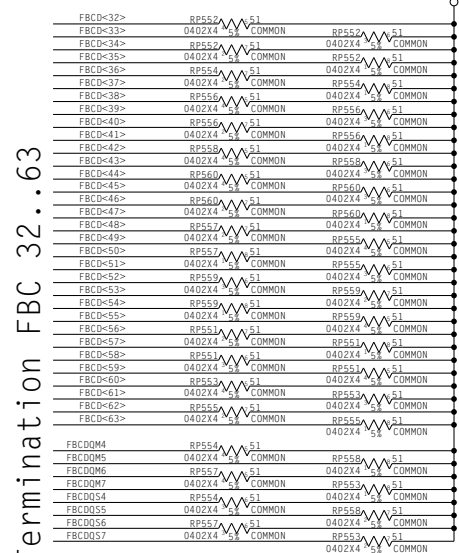 Termination FBC 32..63
FBCD<32> RP552 51
FBCD<33> 0402X4 5% COMMON RP552 51
FBCD<34> RP552 51 0402X4 5% COMMON
FBCD<35> 0402X4 5% COMMON RP552 51
FBCD<36> RP554 51 0402X4 5% COMMON
FBCD<37> 0402X4 5% COMMON RP554 51
FBCD<38> RP556 51 0402X4 5% COMMON
FBCD<39> 0402X4 5% COMMON RP556 51
FBCD<40> RP556 51 0402X4 5% COMMON
FBCD<41> 0402X4 5% COMMON RP556 51
FBCD<42> RP558 51 0402X4 5% COMMON
FBCD<43> 0402X4 5% COMMON RP558 51
FBCD<44> RP560 51 0402X4 5% COMMON
FBCD<45> 0402X4 5% COMMON RP560 51
FBCD<46> RP560 51 0402X4 5% COMMON
FBCD<47> 0402X4 5% COMMON RP560 51
FBCD<48> RP557 51 0402X4 5% COMMON
FBCD<49> 0402X4 5% COMMON RP555 51
FBCD<50> RP557 51 0402X4 5% COMMON
FBCD<51> 0402X4 5% COMMON RP555 51
FBCD<52> RP559 51 0402X4 5% COMMON
FBCD<53> 0402X4 5% COMMON RP559 51
FBCD<54> RP559 51 0402X4 5% COMMON
FBCD<55> 0402X4 5% COMMON RP559 51
FBCD<56> RP551 51 0402X4 5% COMMON
FBCD<57> 0402X4 5% COMMON RP551 51
FBCD<58> RP551 51 0402X4 5% COMMON
FBCD<59> 0402X4 5% COMMON RP551 51
FBCD<60> RP553 51 0402X4 5% COMMON
FBCD<61> 0402X4 5% COMMON RP553 51
FBCD<62> RP555 51 0402X4 5% COMMON
FBCD<63> 0402X4 5% COMMON RP555 51
0402X4 5% COMMON
FBCDQM4 RP554 51
FBCDQM5 0402X4 5% COMMON RP558 51
FBCDQM6 RP557 51 0402X4 5% COMMON
FBCDQM7 0402X4 5% COMMON RP553 51
FBCDQS4 RP554 51 0402X4 5% COMMON
FBCDQS5 0402X4 5% COMMON RP558 51
FBCDQS6 RP557 51 0402X4 5% COMMON
FBCDQS7 0402X4 5% COMMON RP553 51
0402X4 5% COMMON